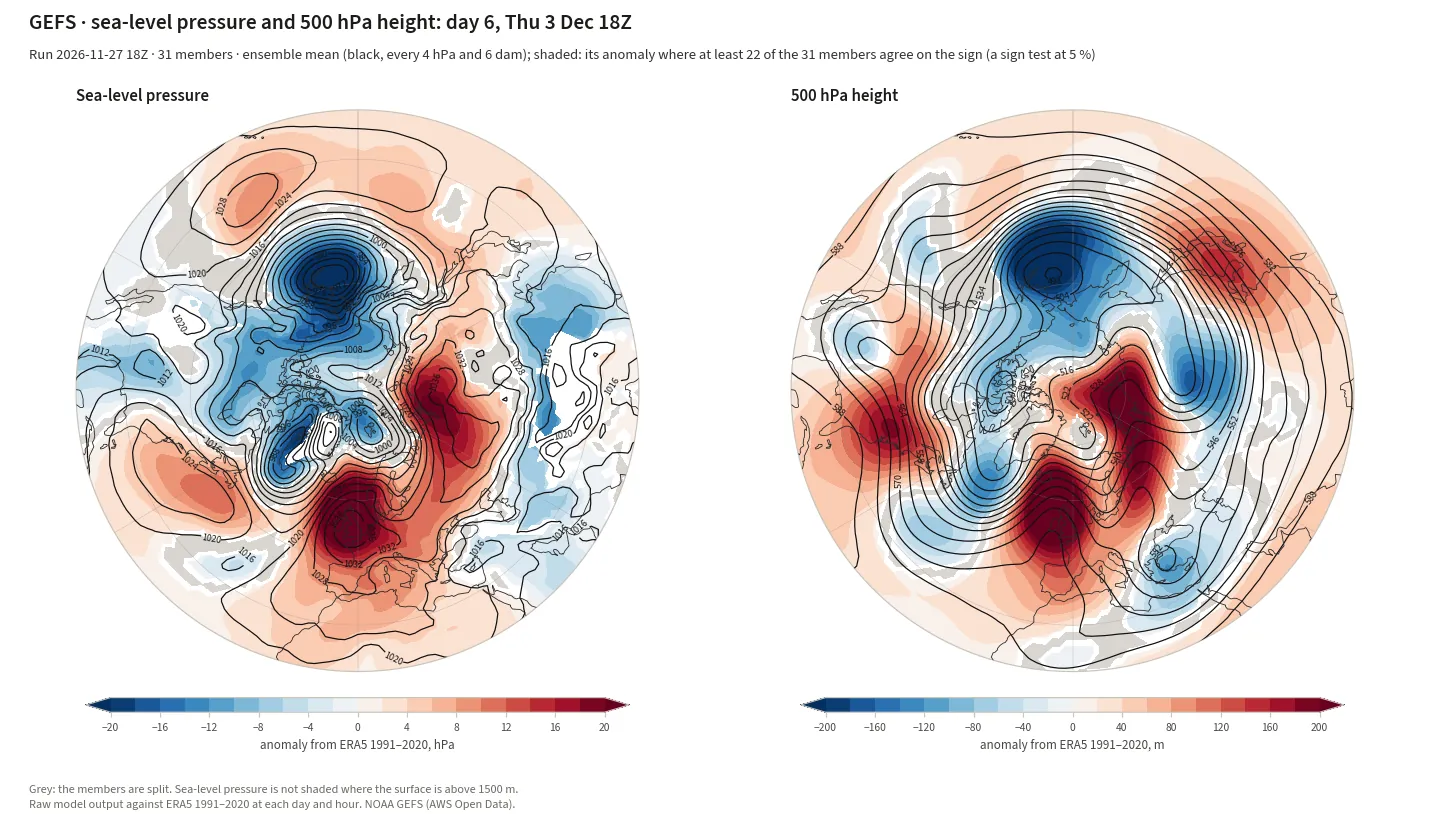 GEFS · sea-level pressure and 500 hPa height: day 6, Thu 3 Dec 18Z
Run 2026-11-27 18Z · 31 members · ensemble mean (black, every 4 hPa and 6 dam); shaded: its anomaly where at least 22 of the 31 members agree on the sign (a sign test at 5 %)
Sea-level pressure
500 hPa height
−20 −16 −12 −8 −4 0 4 8 12 16 20
anomaly from ERA5 1991–2020, hPa
−200 −160 −120 −80 −40 0 40 80 120 160 200
anomaly from ERA5 1991–2020, m
Grey: the members are split. Sea-level pressure is not shaded where the surface is above 1500 m.
Raw model output against ERA5 1991–2020 at each day and hour. NOAA GEFS (AWS Open Data).